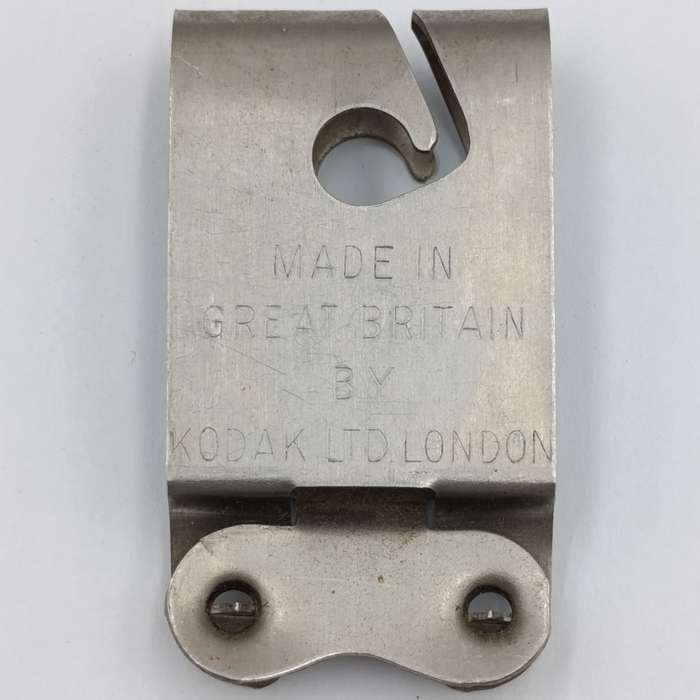 MADE IN
GREAT BRITAIN
BY
KODAK LTD. LONDON